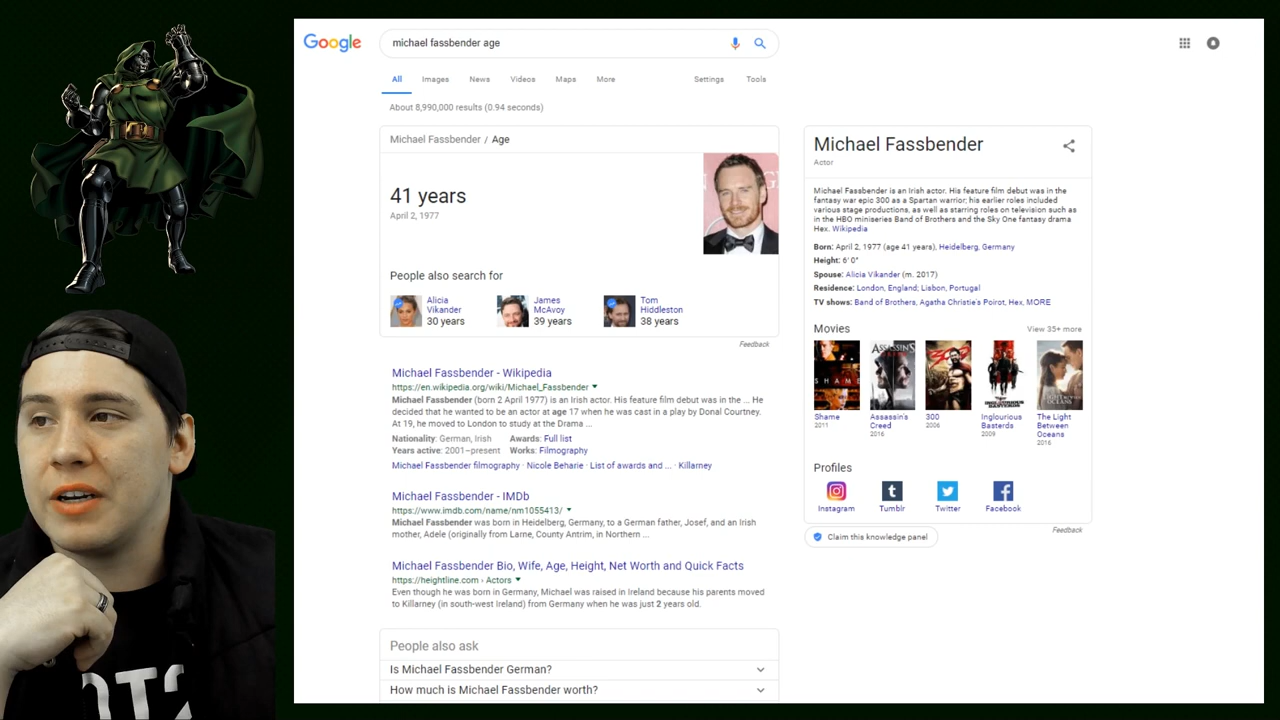 Google
michael fassbender age
All Images News Videos Maps More Settings Tools
About 8,990,000 results (0.94 seconds)
Michael Fassbender / Age
41 years
April 2, 1977
People also search for
Alicia
Vikander
30 years
James
McAvoy
39 years
Tom
Hiddleston
38 years
Feedback
Michael Fassbender - Wikipedia
https://en.wikipedia.org/wiki/Michael_Fassbender
Michael Fassbender (born 2 April 1977) is an Irish actor. His feature film debut was in the ... He
decided that he wanted to be an actor at age 17 when he was cast in a play by Donal Courtney.
At 19, he moved to London to study at the Drama ...
Nationality: German, Irish Awards: Full list
Years active: 2001–present Works: Filmography
Michael Fassbender filmography · Nicole Beharie · List of awards and ... · Killarney
Michael Fassbender - IMDb
https://www.imdb.com/name/nm1055413/
Michael Fassbender was born in Heidelberg, Germany, to a German father, Josef, and an Irish
mother, Adele (originally from Larne, County Antrim, in Northern ...
Michael Fassbender Bio, Wife, Age, Height, Net Worth and Quick Facts
https://heightline.com › Actors
Even though he was born in Germany, Michael was raised in Ireland because his parents moved
to Killarney (in south-west Ireland) from Germany when he was just 2 years old.
People also ask
Is Michael Fassbender German?
How much is Michael Fassbender worth?
Michael Fassbender
Actor
Michael Fassbender is an Irish actor. His feature film debut was in the
fantasy war epic 300 as a Spartan warrior; his earlier roles included
various stage productions, as well as starring roles on television such as
in the HBO miniseries Band of Brothers and the Sky One fantasy drama
Hex. Wikipedia
Born: April 2, 1977 (age 41 years), Heidelberg, Germany
Height: 6′ 0″
Spouse: Alicia Vikander (m. 2017)
Residence: London, England; Lisbon, Portugal
TV shows: Band of Brothers, Agatha Christie's Poirot, Hex, MORE
Movies View 35+ more
SHAME
ASSASSIN'S
300
Shame
2011
Assassin's
Creed
2016
300
2006
Inglourious
Basterds
2009
The Light
Between
Oceans
2016
Profiles
Instagram Tumblr Twitter Facebook
Feedback
Claim this knowledge panel